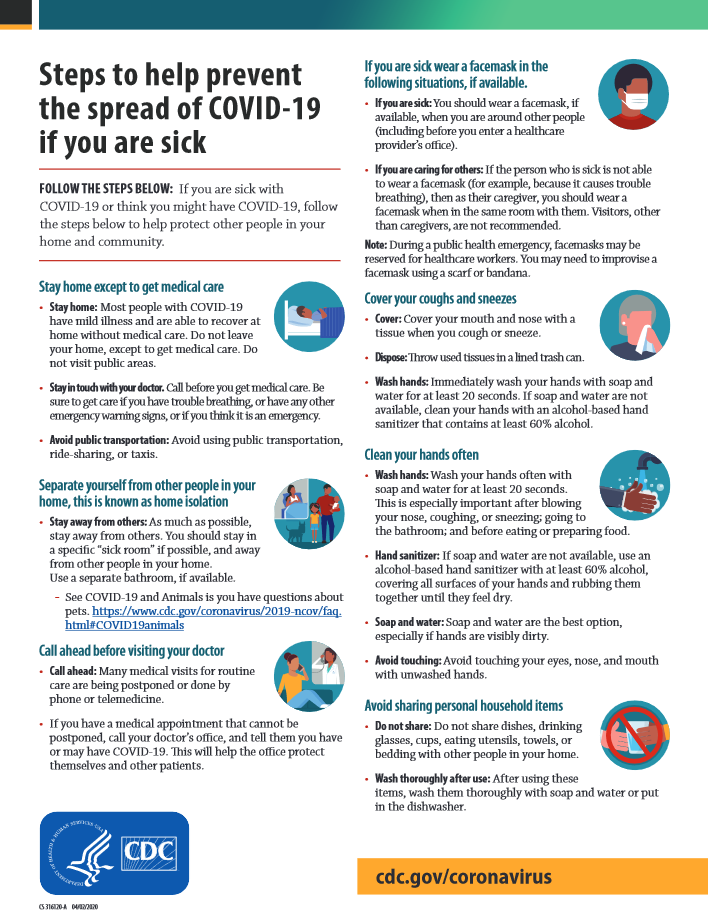 Steps to help prevent
the spread of COVID-19
if you are sick
FOLLOW THE STEPS BELOW: If you are sick with
COVID-19 or think you might have COVID-19, follow
the steps below to help protect other people in your
home and community.
Stay home except to get medical care
• Stay home: Most people with COVID-19
have mild illness and are able to recover at
home without medical care. Do not leave
your home, except to get medical care. Do
not visit public areas.
• Stay in touch with your doctor. Call before you get medical care. Be
sure to get care if you have trouble breathing, or have any other
emergency warning signs, or if you think it is an emergency.
• Avoid public transportation: Avoid using public transportation,
ride-sharing, or taxis.
Separate yourself from other people in your
home, this is known as home isolation
• Stay away from others: As much as possible,
stay away from others. You should stay in
a specific “sick room” if possible, and away
from other people in your home.
Use a separate bathroom, if available.
– See COVID-19 and Animals is you have questions about
pets. https://www.cdc.gov/coronavirus/2019-ncov/faq.
html#COVID19animals
Call ahead before visiting your doctor
• Call ahead: Many medical visits for routine
care are being postponed or done by
phone or telemedicine.
• If you have a medical appointment that cannot be
postponed, call your doctor’s office, and tell them you have
or may have COVID-19. This will help the office protect
themselves and other patients.
DEPARTMENT OF HEALTH & HUMAN SERVICES USA
CDC
CS 316120-A 04/02/2020
If you are sick wear a facemask in the
following situations, if available.
• If you are sick: You should wear a facemask, if
available, when you are around other people
(including before you enter a healthcare
provider’s office).
• If you are caring for others: If the person who is sick is not able
to wear a facemask (for example, because it causes trouble
breathing), then as their caregiver, you should wear a
facemask when in the same room with them. Visitors, other
than caregivers, are not recommended.
Note: During a public health emergency, facemasks may be
reserved for healthcare workers. You may need to improvise a
facemask using a scarf or bandana.
Cover your coughs and sneezes
• Cover: Cover your mouth and nose with a
tissue when you cough or sneeze.
• Dispose: Throw used tissues in a lined trash can.
• Wash hands: Immediately wash your hands with soap and
water for at least 20 seconds. If soap and water are not
available, clean your hands with an alcohol-based hand
sanitizer that contains at least 60% alcohol.
Clean your hands often
• Wash hands: Wash your hands often with
soap and water for at least 20 seconds.
This is especially important after blowing
your nose, coughing, or sneezing; going to
the bathroom; and before eating or preparing food.
• Hand sanitizer: If soap and water are not available, use an
alcohol-based hand sanitizer with at least 60% alcohol,
covering all surfaces of your hands and rubbing them
together until they feel dry.
• Soap and water: Soap and water are the best option,
especially if hands are visibly dirty.
• Avoid touching: Avoid touching your eyes, nose, and mouth
with unwashed hands.
Avoid sharing personal household items
• Do not share: Do not share dishes, drinking
glasses, cups, eating utensils, towels, or
bedding with other people in your home.
• Wash thoroughly after use: After using these
items, wash them thoroughly with soap and water or put
in the dishwasher.
cdc.gov/coronavirus